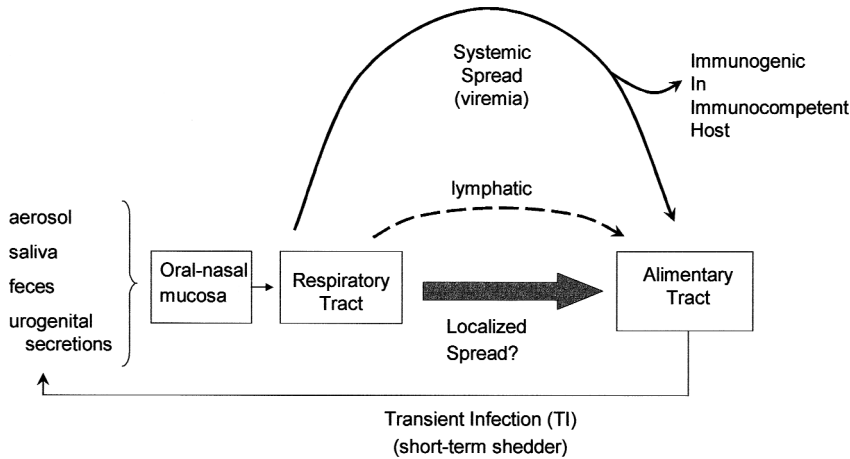 Systemic
Spread
(viremia)
Immunogenic
In
Immunocompetent
Host
lymphatic
aerosol
saliva
feces
urogenital
secretions
Oral-nasal
mucosa
Respiratory
Tract
Alimentary
Tract
Localized
Spread?
Transient Infection (TI)
(short-term shedder)